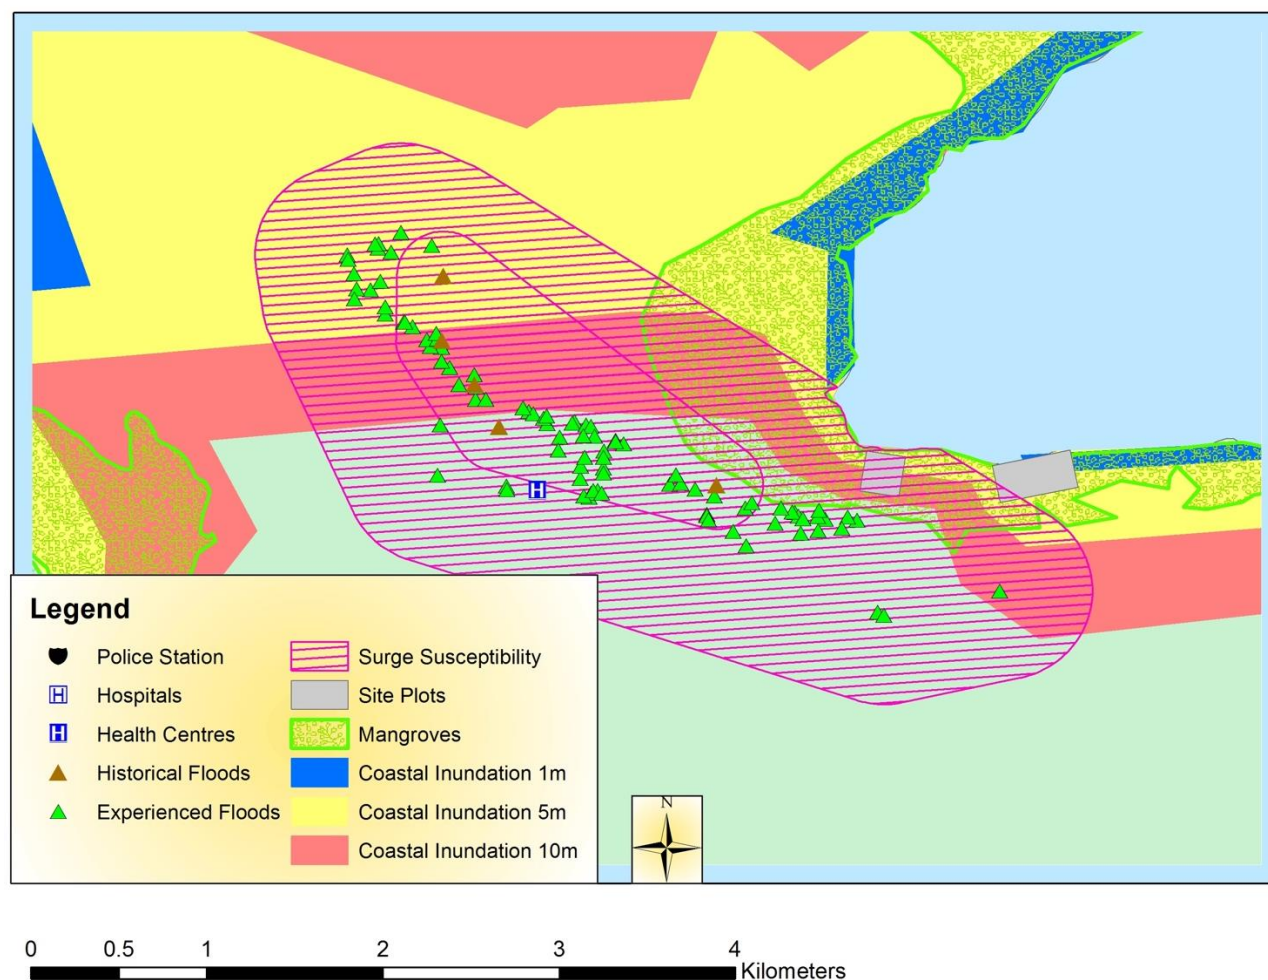 H
N
Legend
Police Station
H Hospitals
H Health Centres
Historical Floods
Experienced Floods
Surge Susceptibility
Site Plots
Mangroves
Coastal Inundation 1m
Coastal Inundation 5m
Coastal Inundation 10m
0 0.5 1 2 3 4
Kilometers